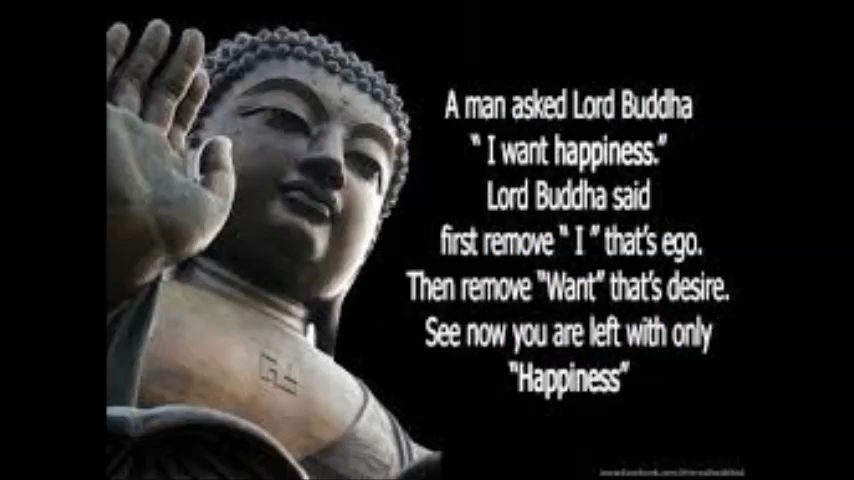 A man asked Lord Buddha
“ I want happiness.”
Lord Buddha said
first remove “ I ” that's ego.
Then remove “Want” that's desire.
See now you are left with only
“Happiness”